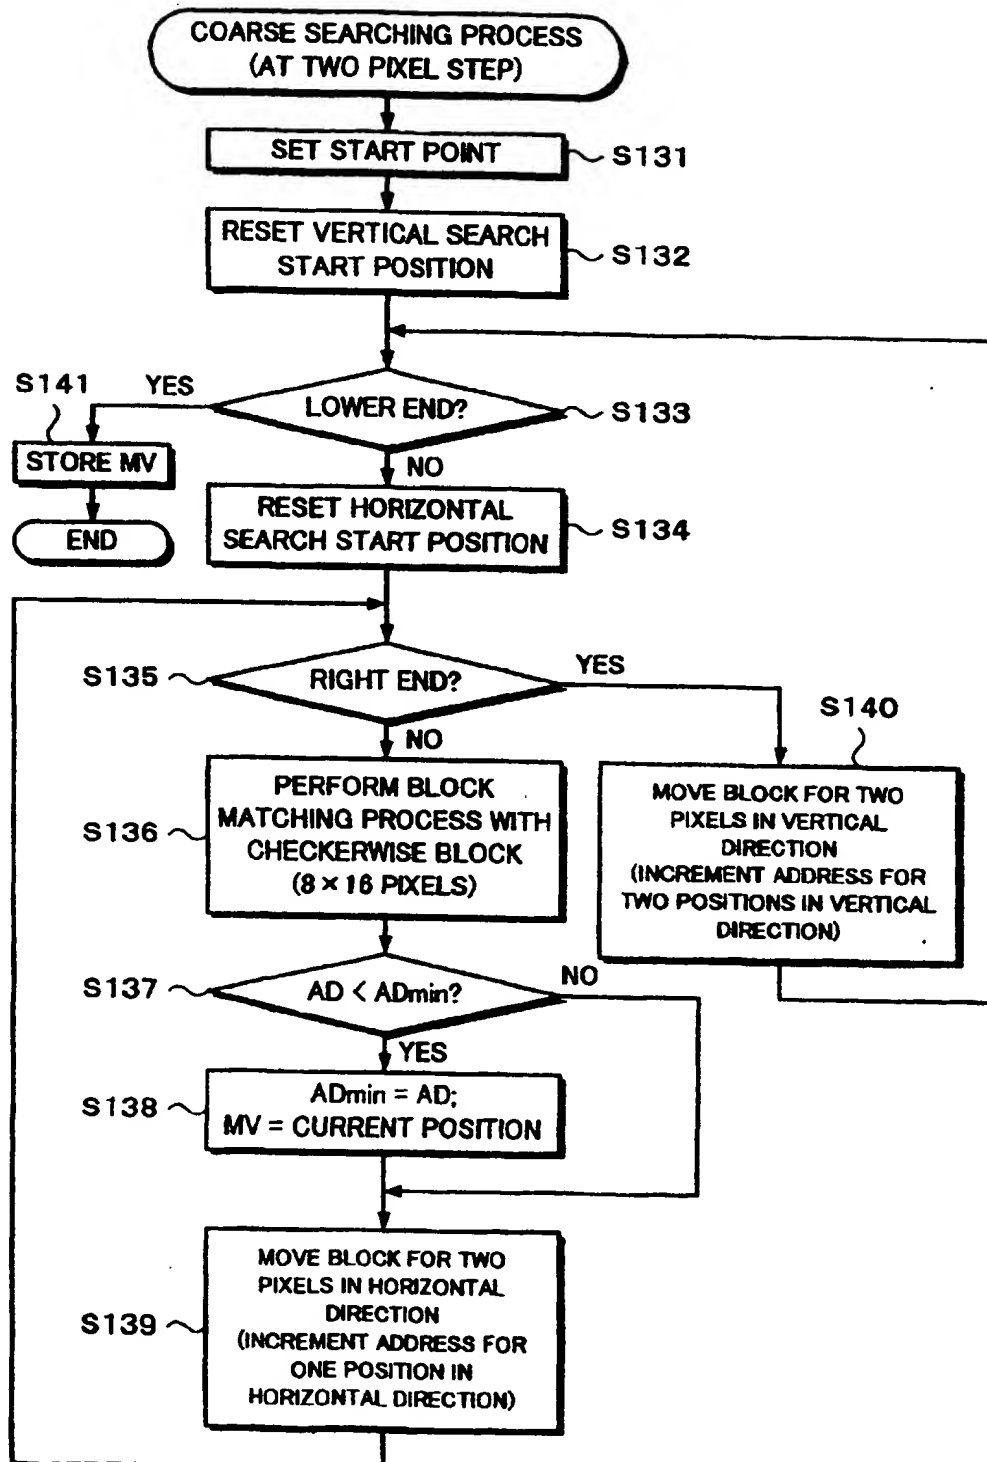 COARSE SEARCHING PROCESS
(AT TWO PIXEL STEP)
SET START POINT
S131
RESET VERTICAL SEARCH
START POSITION
S132
S141
YES
LOWER END?
S133
STORE MV
NO
END
RESET HORIZONTAL
SEARCH START POSITION
S134
S135
RIGHT END?
YES
S140
NO
PERFORM BLOCK
MATCHING PROCESS WITH
CHECKERWISE BLOCK
(8 × 16 PIXELS)
S136
MOVE BLOCK FOR TWO
PIXELS IN VERTICAL
DIRECTION
(INCREMENT ADDRESS FOR
TWO POSITIONS IN VERTICAL
DIRECTION)
S137
AD < ADmin?
NO
YES
S138
ADmin = AD;
MV = CURRENT POSITION
S139
MOVE BLOCK FOR TWO
PIXELS IN HORIZONTAL
DIRECTION
(INCREMENT ADDRESS FOR
ONE POSITION IN
HORIZONTAL DIRECTION)